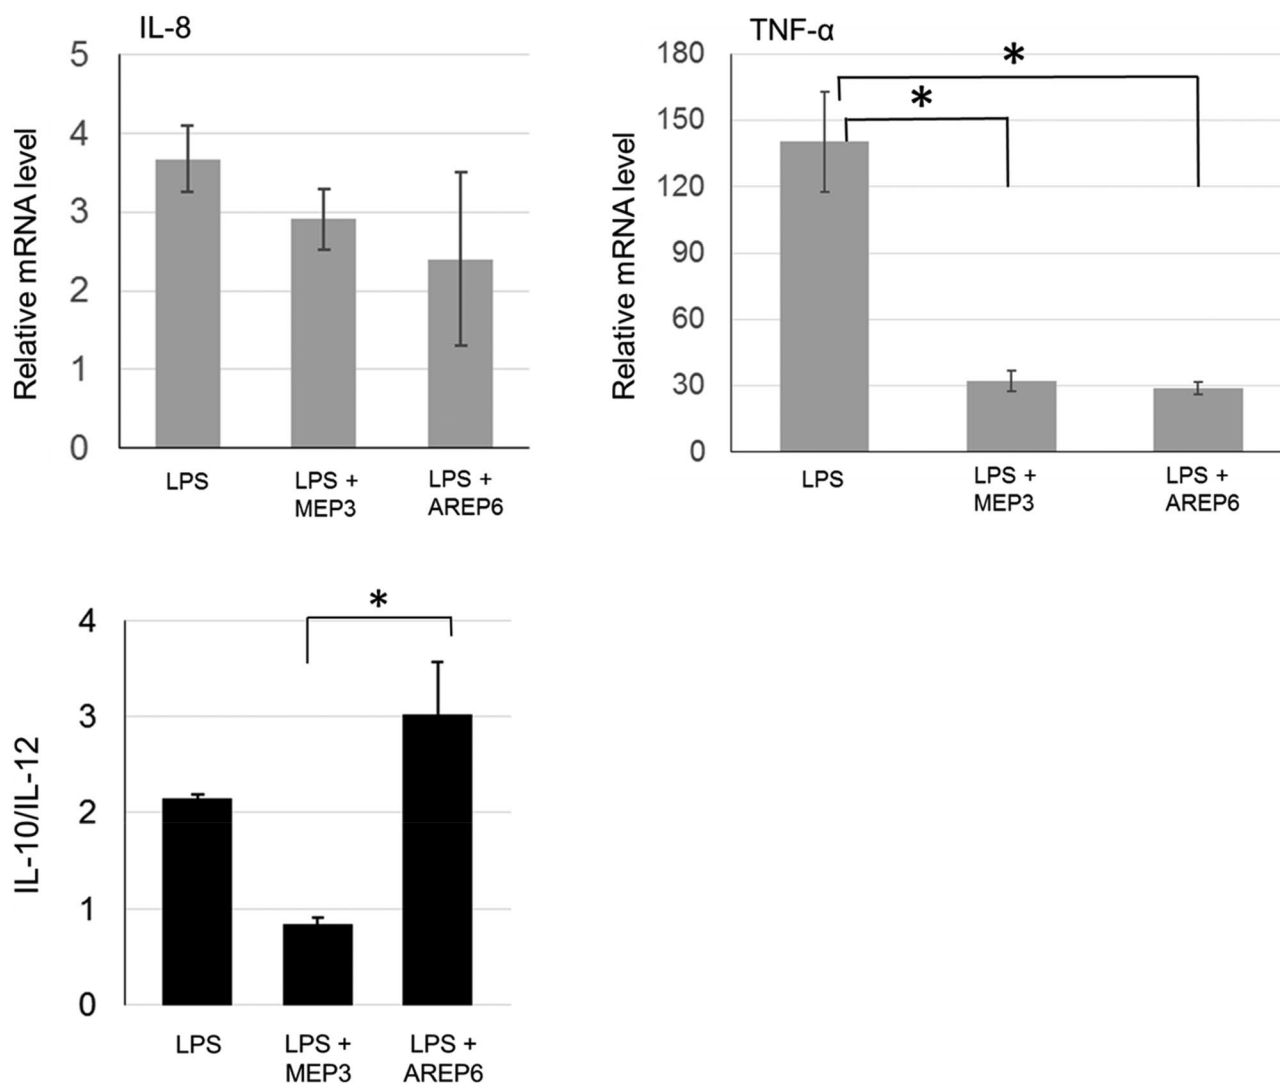 IL-8
5
4
3
2
1
0
Relative mRNA level
LPS
LPS +
MEP3
LPS +
AREP6
TNF-α
180
150
120
90
60
30
0
Relative mRNA level
*
*
LPS
LPS +
MEP3
LPS +
AREP6
4
3
2
1
0
IL-10/IL-12
*
LPS
LPS +
MEP3
LPS +
AREP6